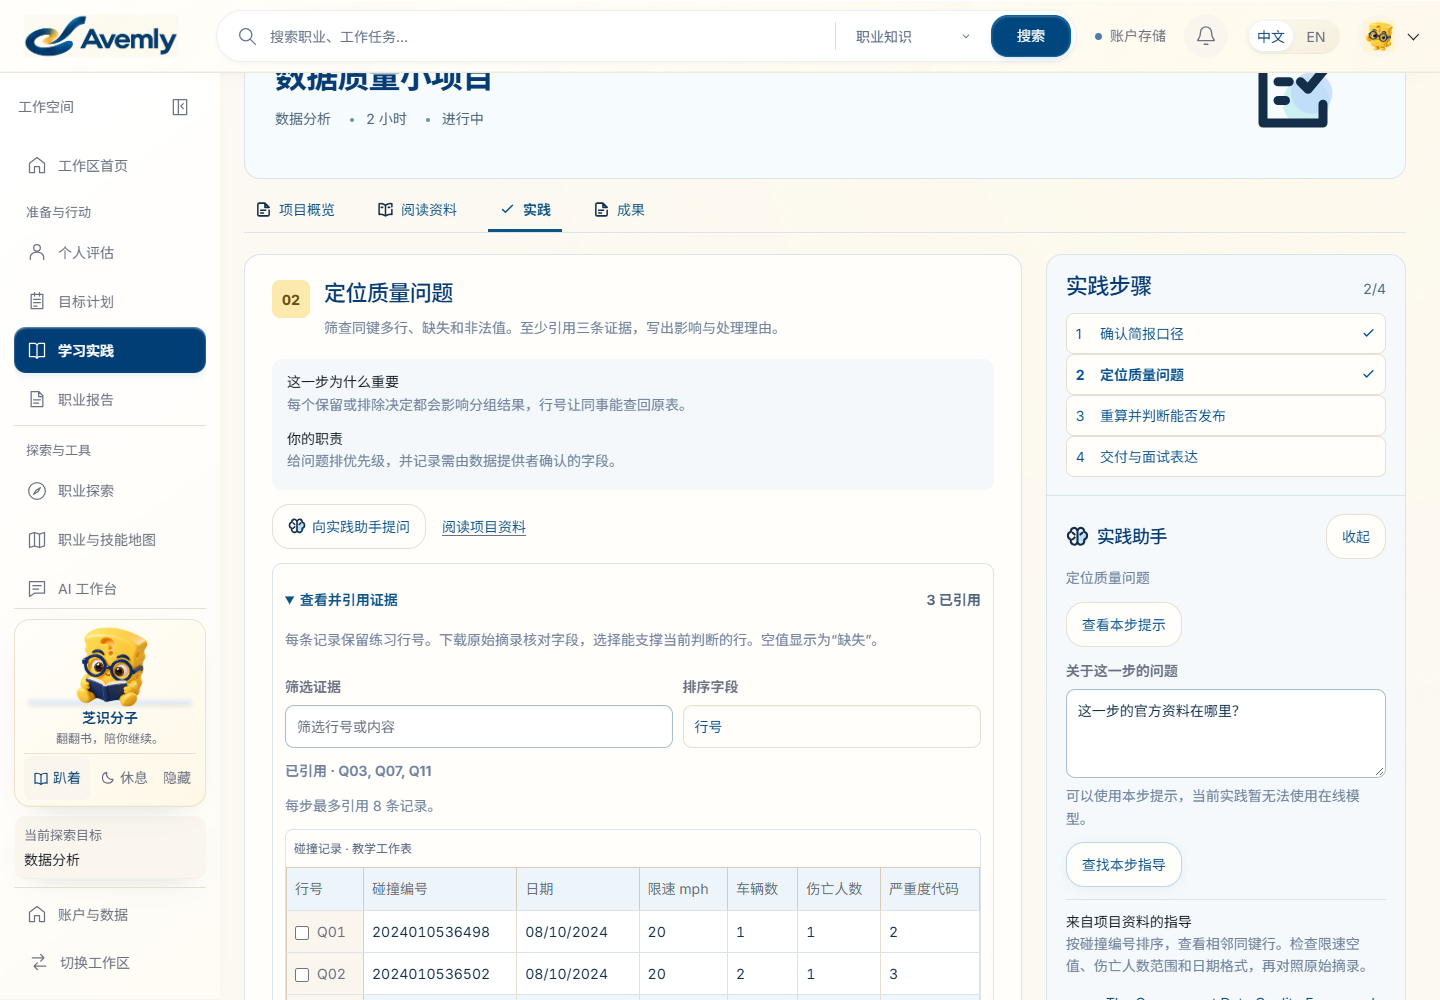 Avemly
搜索职业、工作任务...
职业知识
搜索
账户存储
中文
EN
工作空间
工作区首页
准备与行动
个人评估
目标计划
学习实践
职业报告
探索与工具
职业探索
职业与技能地图
AI 工作台
芝识分子
翻翻书，陪你继续。
趴着
休息
隐藏
当前探索目标
数据分析
账户与数据
切换工作区
数据质量小项目
数据分析 • 2 小时 • 进行中
项目概览
阅读资料
实践
成果
02
定位质量问题
筛查同键多行、缺失和非法值。至少引用三条证据，写出影响与处理理由。
这一步为什么重要
每个保留或排除决定都会影响分组结果，行号让同事能查回原表。
你的职责
给问题排优先级，并记录需由数据提供者确认的字段。
向实践助手提问
阅读项目资料
▼ 查看并引用证据
3 已引用
每条记录保留练习行号。下载原始摘录核对字段，选择能支撑当前判断的行。空值显示为“缺失”。
筛选证据
排序字段
筛选行号或内容
行号
已引用 · Q03, Q07, Q11
每步最多引用 8 条记录。
碰撞记录 · 教学工作表
行号 碰撞编号 日期 限速 mph 车辆数 伤亡人数 严重度代码
Q01 2024010536498 08/10/2024 20 1 1 2
Q02 2024010536502 08/10/2024 20 2 1 3
实践步骤
2/4
1 确认简报口径
2 定位质量问题
3 重算并判断能否发布
4 交付与面试表达
实践助手
收起
定位质量问题
查看本步提示
关于这一步的问题
这一步的官方资料在哪里？
可以使用本步提示，当前实践暂无法使用在线模
型。
查找本步指导
来自项目资料的指导
按碰撞编号排序，查看相邻同键行。检查限速空
值、伤亡人数范围和日期格式，再对照原始摘录。